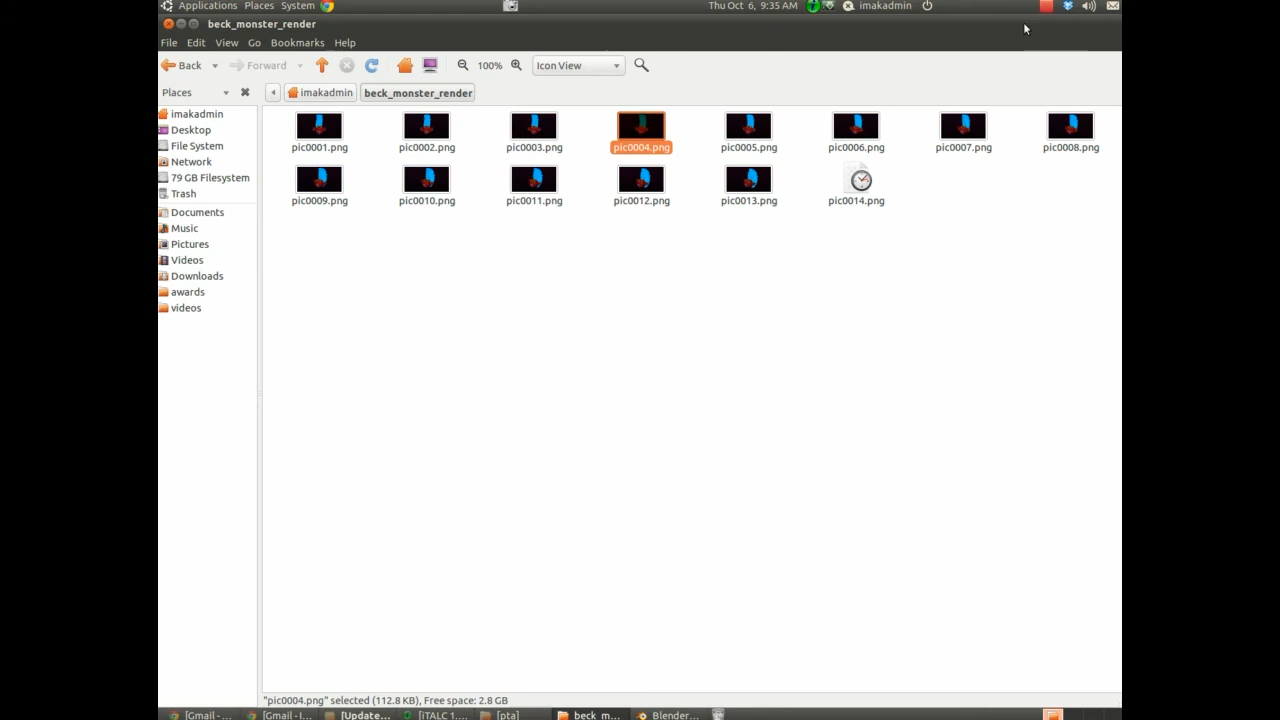 Applications Places System Thu Oct 6, 9:35 AM imakadmin
beck_monster_render
File Edit View Go Bookmarks Help
Back Forward 100% Icon View
Places imakadmin beck_monster_render
imakadmin
Desktop
File System
Network
79 GB Filesystem
Trash
Documents
Music
Pictures
Videos
Downloads
awards
videos
pic0001.png pic0002.png pic0003.png pic0004.png pic0005.png pic0006.png pic0007.png pic0008.png
pic0009.png pic0010.png pic0011.png pic0012.png pic0013.png pic0014.png
"pic0004.png" selected (112.8 KB), Free space: 2.8 GB
[Gmail -... [Gmail - I... [Update... [iTALC 1.... [pta] beck_m... Blender...